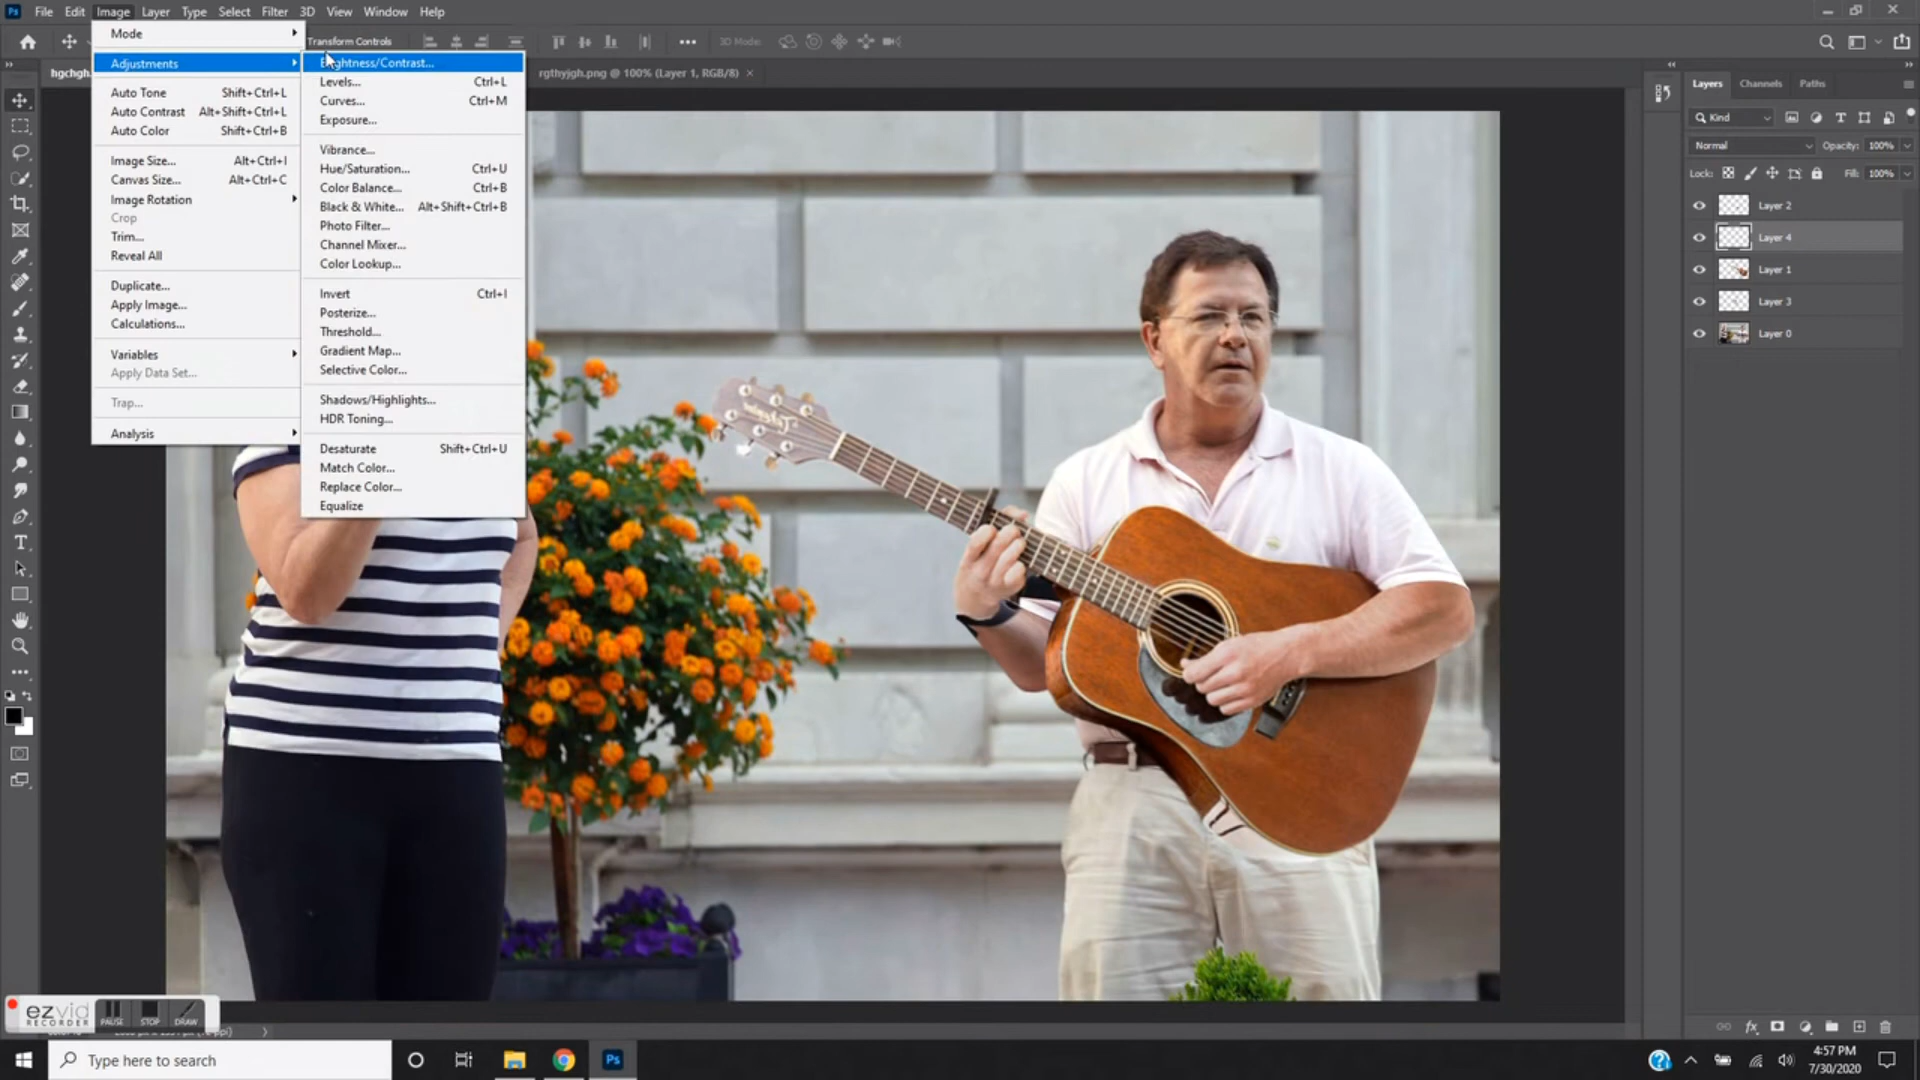 Ps File Edit Image Layer Type Select Filter 3D View Window Help
Transform Controls 3D Mode:
rgthyjgh.png @ 100% (Layer 1, RGB/8) ×
Mode
Adjustments
Auto Tone Shift+Ctrl+L
Auto Contrast Alt+Shift+Ctrl+L
Auto Color Shift+Ctrl+B
Image Size... Alt+Ctrl+I
Canvas Size... Alt+Ctrl+C
Image Rotation
Crop
Trim...
Reveal All
Duplicate...
Apply Image...
Calculations...
Variables
Apply Data Set...
Trap...
Analysis
Brightness/Contrast...
Levels... Ctrl+L
Curves... Ctrl+M
Exposure...
Vibrance...
Hue/Saturation... Ctrl+U
Color Balance... Ctrl+B
Black & White... Alt+Shift+Ctrl+B
Photo Filter...
Channel Mixer...
Color Lookup...
Invert Ctrl+I
Posterize...
Threshold...
Gradient Map...
Selective Color...
Shadows/Highlights...
HDR Toning...
Desaturate Shift+Ctrl+U
Match Color...
Replace Color...
Equalize
Layers Channels Paths
Kind
Normal Opacity: 100%
Lock: Fill: 100%
Layer 2
Layer 4
Layer 1
Layer 3
Layer 0
ezvid
RECORDER
PAUSE STOP DRAW
Type here to search
Ps
4:57 PM
7/30/2020